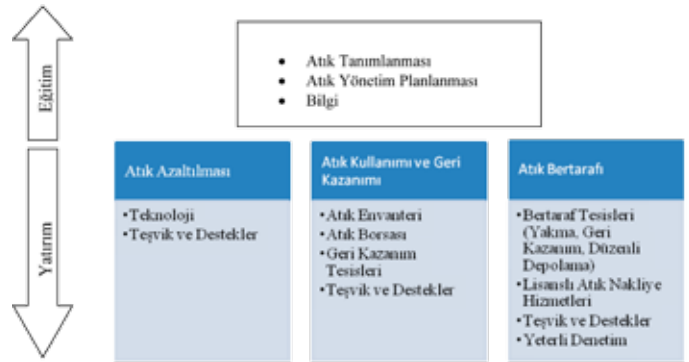 Eğitim
• Atık Tanımlanması
• Atık Yönetim Planlanması
• Bilgi
Yatırım
Atık Azaltılması
•Teknoloji
•Teşvik ve Destekler
Atık Kullanımı ve Geri
Kazanımı
•Atık Envanteri
•Atık Borsası
•Geri Kazanım
Tesisleri
•Teşvik ve Destekler
Atık Bertarafı
•Bertaraf Tesisleri
(Yakma, Geri
Kazanım, Düzenli
Depolama)
•Lisanslı Atık Nakliye
Hizmetleri
•Teşvik ve Destekler
•Yeterli Denetim